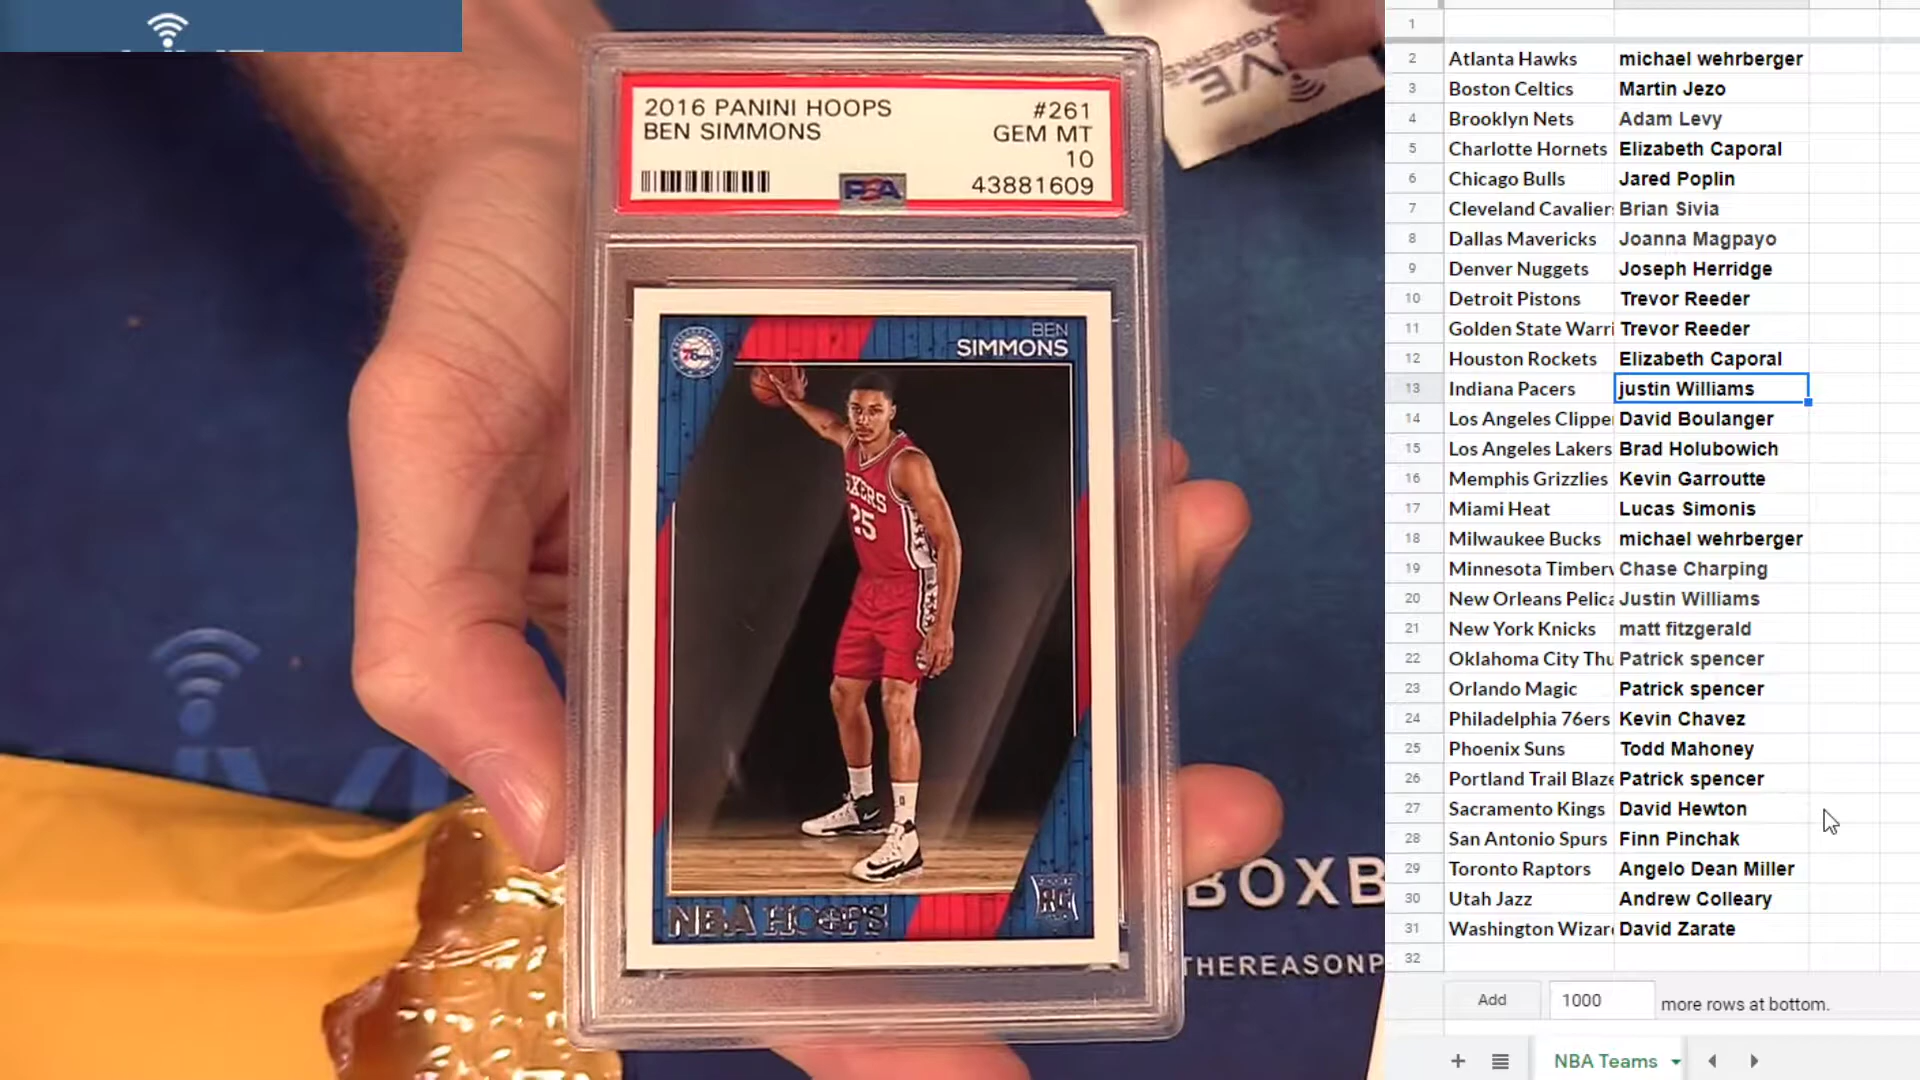 2016 PANINI HOOPS #261
BEN SIMMONS GEM MT
10
43881609
PSA
BEN
SIMMONS
76ers
25
NBA HOOPS
RC
BOXB
THEREASONP
1
2 Atlanta Hawks michael wehrberger
3 Boston Celtics Martin Jezo
4 Brooklyn Nets Adam Levy
5 Charlotte Hornets Elizabeth Caporal
6 Chicago Bulls Jared Poplin
7 Cleveland Cavaliers Brian Sivia
8 Dallas Mavericks Joanna Magpayo
9 Denver Nuggets Joseph Herridge
10 Detroit Pistons Trevor Reeder
11 Golden State Warri Trevor Reeder
12 Houston Rockets Elizabeth Caporal
13 Indiana Pacers justin Williams
14 Los Angeles Clippe David Boulanger
15 Los Angeles Lakers Brad Holubowich
16 Memphis Grizzlies Kevin Garroutte
17 Miami Heat Lucas Simonis
18 Milwaukee Bucks michael wehrberger
19 Minnesota Timberv Chase Charping
20 New Orleans Pelica Justin Williams
21 New York Knicks matt fitzgerald
22 Oklahoma City Thu Patrick spencer
23 Orlando Magic Patrick spencer
24 Philadelphia 76ers Kevin Chavez
25 Phoenix Suns Todd Mahoney
26 Portland Trail Blaze Patrick spencer
27 Sacramento Kings David Hewton
28 San Antonio Spurs Finn Pinchak
29 Toronto Raptors Angelo Dean Miller
30 Utah Jazz Andrew Colleary
31 Washington Wizar David Zarate
32
Add 1000 more rows at bottom.
NBA Teams